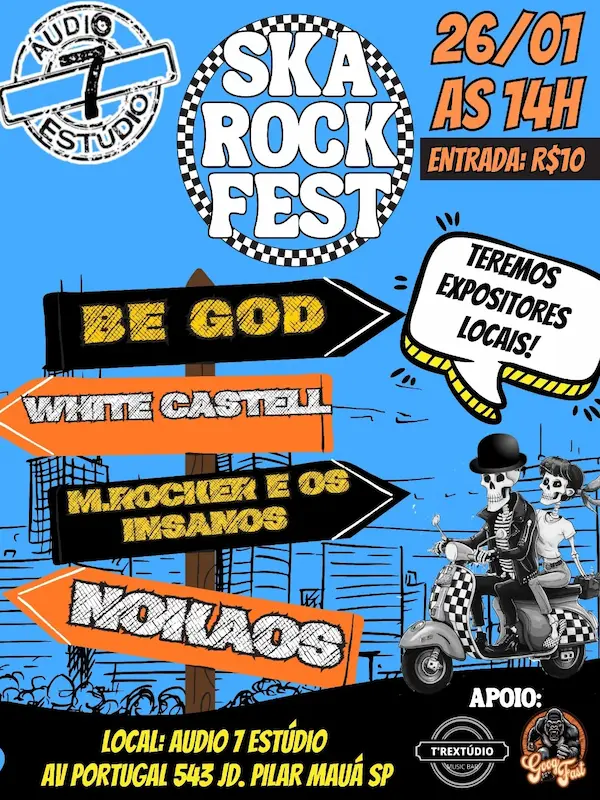 AUDIO
7
ESTÚDIO
SKA
ROCK
FEST
26/01
AS 14H
ENTRADA: R$10
TEREMOS
EXPOSITORES
LOCAIS!
BE GOD
WHITE CASTELL
M.ROCKER E OS
INSANOS
NOKAOS
APOIO:
T'REXTÚDIO
MUSIC BAR
LOCAL: AUDIO 7 ESTÚDIO
AV PORTUGAL 543 JD. PILAR MAUÁ SP